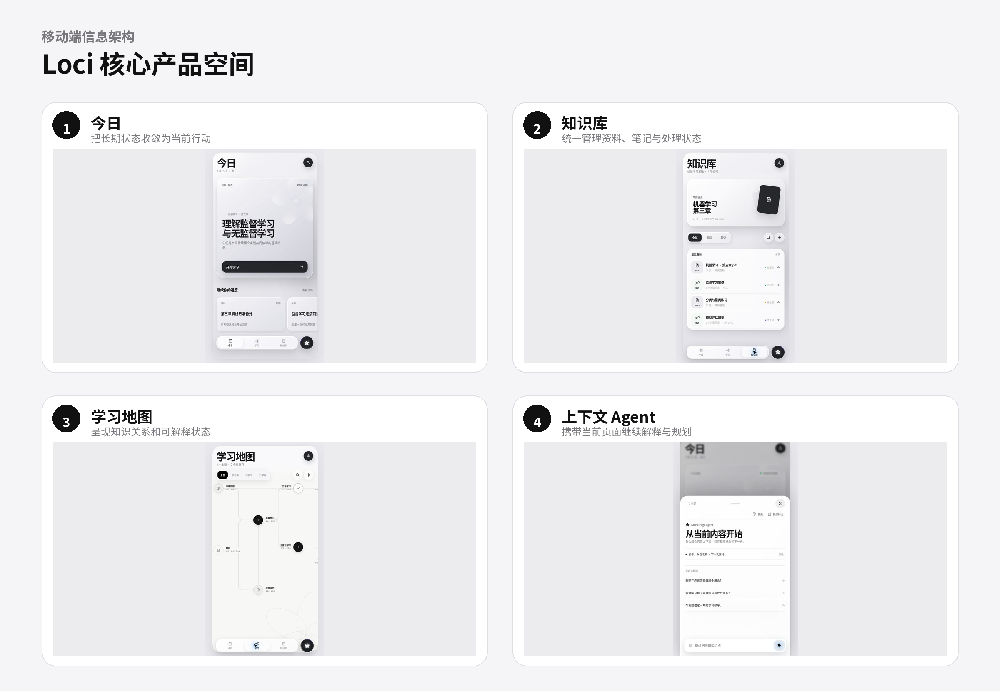 移动端信息架构
Loci 核心产品空间
1
今日
把长期状态收敛为当前行动
今日
7 月 22 日，周三
今日重点
约 8 分钟
机器学习 · 第三章
理解监督学习
与无监督学习
它们是本章后续两个主题共同依赖的基础概
念。
开始学习
继续你的进度
查看全部
资料
刚刚
第三章解析已准备好
可从概念关系开始浏览
关系
监督学习连接到
新增一条可追溯关联
今日
学习
知识库
2
知识库
统一管理资料、笔记与处理状态
知识库
机器学习基础 · 4 项资料
本周重点
机器学习
第三章
24 页 · 已建立 8 个知识节点
全部
资料
笔记
最近更新
4 项
PDF
机器学习 · 第三章.pdf
24 页 · 昨天更新
已理解
笔记
监督学习笔记
6 个关联节点 · 今天
已同步
DOCX
分类与聚类练习
12 题 · 等待整理
待处理
笔记
模型评估摘要
3 个关联节点 · 7 月 20 日
待复习
今日
学习
知识库
3
学习地图
呈现知识关系和可解释状态
学习地图
8 个主题 · 2 个待复习
全部
学习中
待复习
已掌握
训练数据
监督学习
机器学习
无监督学习
特征
模型评估
今日
学习
知识库
4
上下文 Agent
携带当前页面继续解释与规划
今日
全屏
历史
新建对话
Knowledge Agent
从当前内容开始
我会结合页面上下文，帮你整理概念和下一步。
参考：今日成果 · 下一次安排
移除
可以这样问
我现在应该先理解哪个概念？
监督学习和无监督学习有什么联系？
帮我整理这一章的学习顺序。
继续问当前知识点